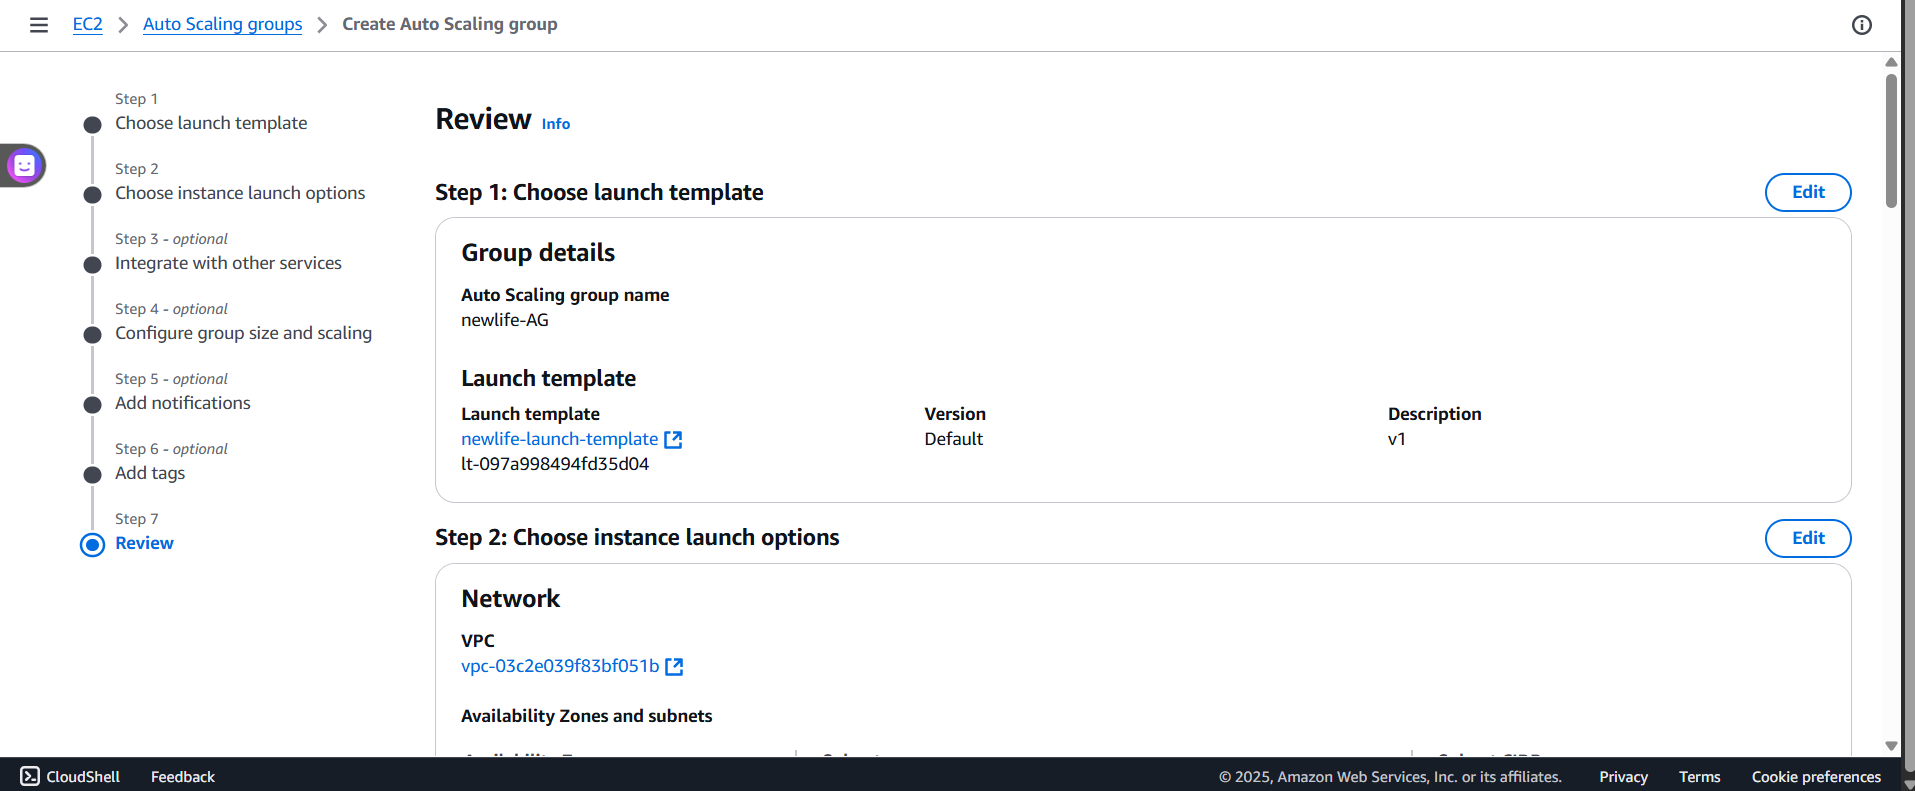 EC2 > Auto Scaling groups > Create Auto Scaling group
Step 1
Choose launch template
Step 2
Choose instance launch options
Step 3 - optional
Integrate with other services
Step 4 - optional
Configure group size and scaling
Step 5 - optional
Add notifications
Step 6 - optional
Add tags
Step 7
Review
Review Info
Step 1: Choose launch template
Edit
Group details
Auto Scaling group name
newlife-AG
Launch template
Launch template Version Description
newlife-launch-template Default v1
lt-097a998494fd35d04
Step 2: Choose instance launch options
Edit
Network
VPC
vpc-03c2e039f83bf051b
Availability Zones and subnets
CloudShell Feedback © 2025, Amazon Web Services, Inc. or its affiliates. Privacy Terms Cookie preferences